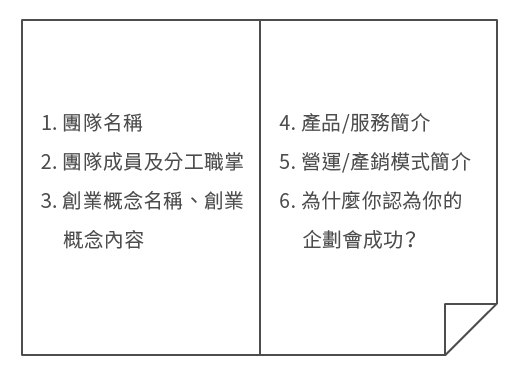 1. 團隊名稱
2. 團隊成員及分工職掌
3. 創業概念名稱、創業
概念內容
4. 產品/服務簡介
5. 營運/產銷模式簡介
6. 為什麼你認為你的
企劃會成功？